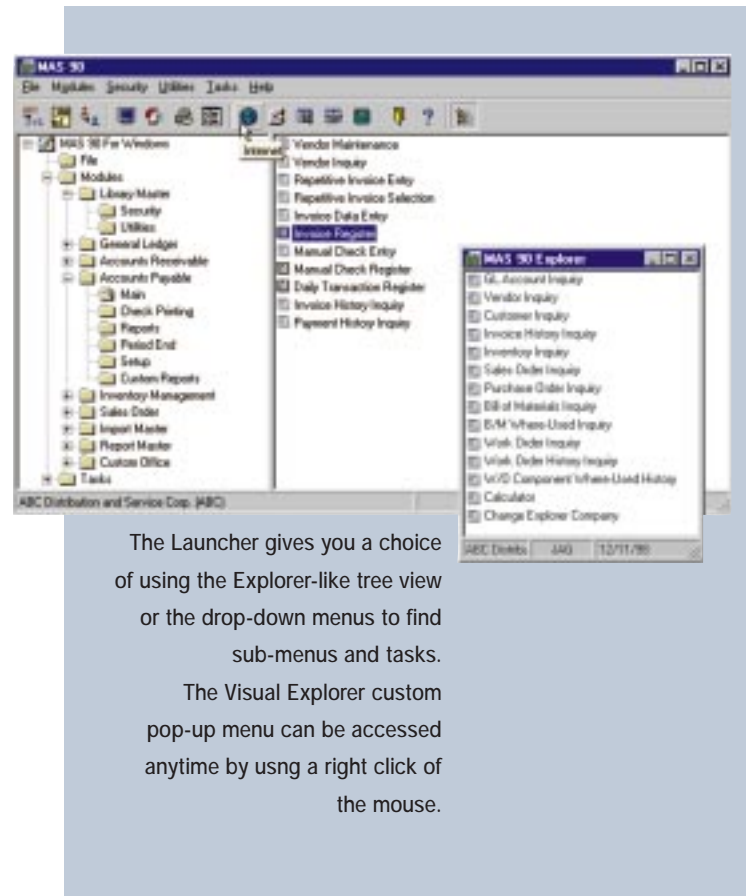 MAS 90
File Modules Security Utilities Tasks Help
MAS 90 For Windows
File
Modules
Library Master
Security
Utilities
General Ledger
Accounts Receivable
Accounts Payable
Main
Check Printing
Reports
Period End
Setup
Custom Reports
Inventory Management
Sales Order
Import Master
Report Master
Custom Office
Tasks
Internet
Vendor Maintenance
Vendor Inquiry
Repetitive Invoice Entry
Repetitive Invoice Selection
Invoice Data Entry
Invoice Register
Manual Check Entry
Manual Check Register
Daily Transaction Register
Invoice History Inquiry
Payment History Inquiry
ABC Distribution and Service Corp. (ABC)
MAS 90 Explorer
GL Account Inquiry
Vendor Inquiry
Customer Inquiry
Invoice History Inquiry
Inventory Inquiry
Sales Order Inquiry
Purchase Order Inquiry
Bill of Materials Inquiry
B/M Where-Used Inquiry
Work Order Inquiry
Work Order History Inquiry
W/O Component Where-Used History
Calculator
Change Explorer Company
ABC Distribu JAG
The Launcher gives you a choice
of using the Explorer-like tree view
or the drop-down menus to find
sub-menus and tasks.
The Visual Explorer custom
pop-up menu can be accessed
anytime by usng a right click of
the mouse.